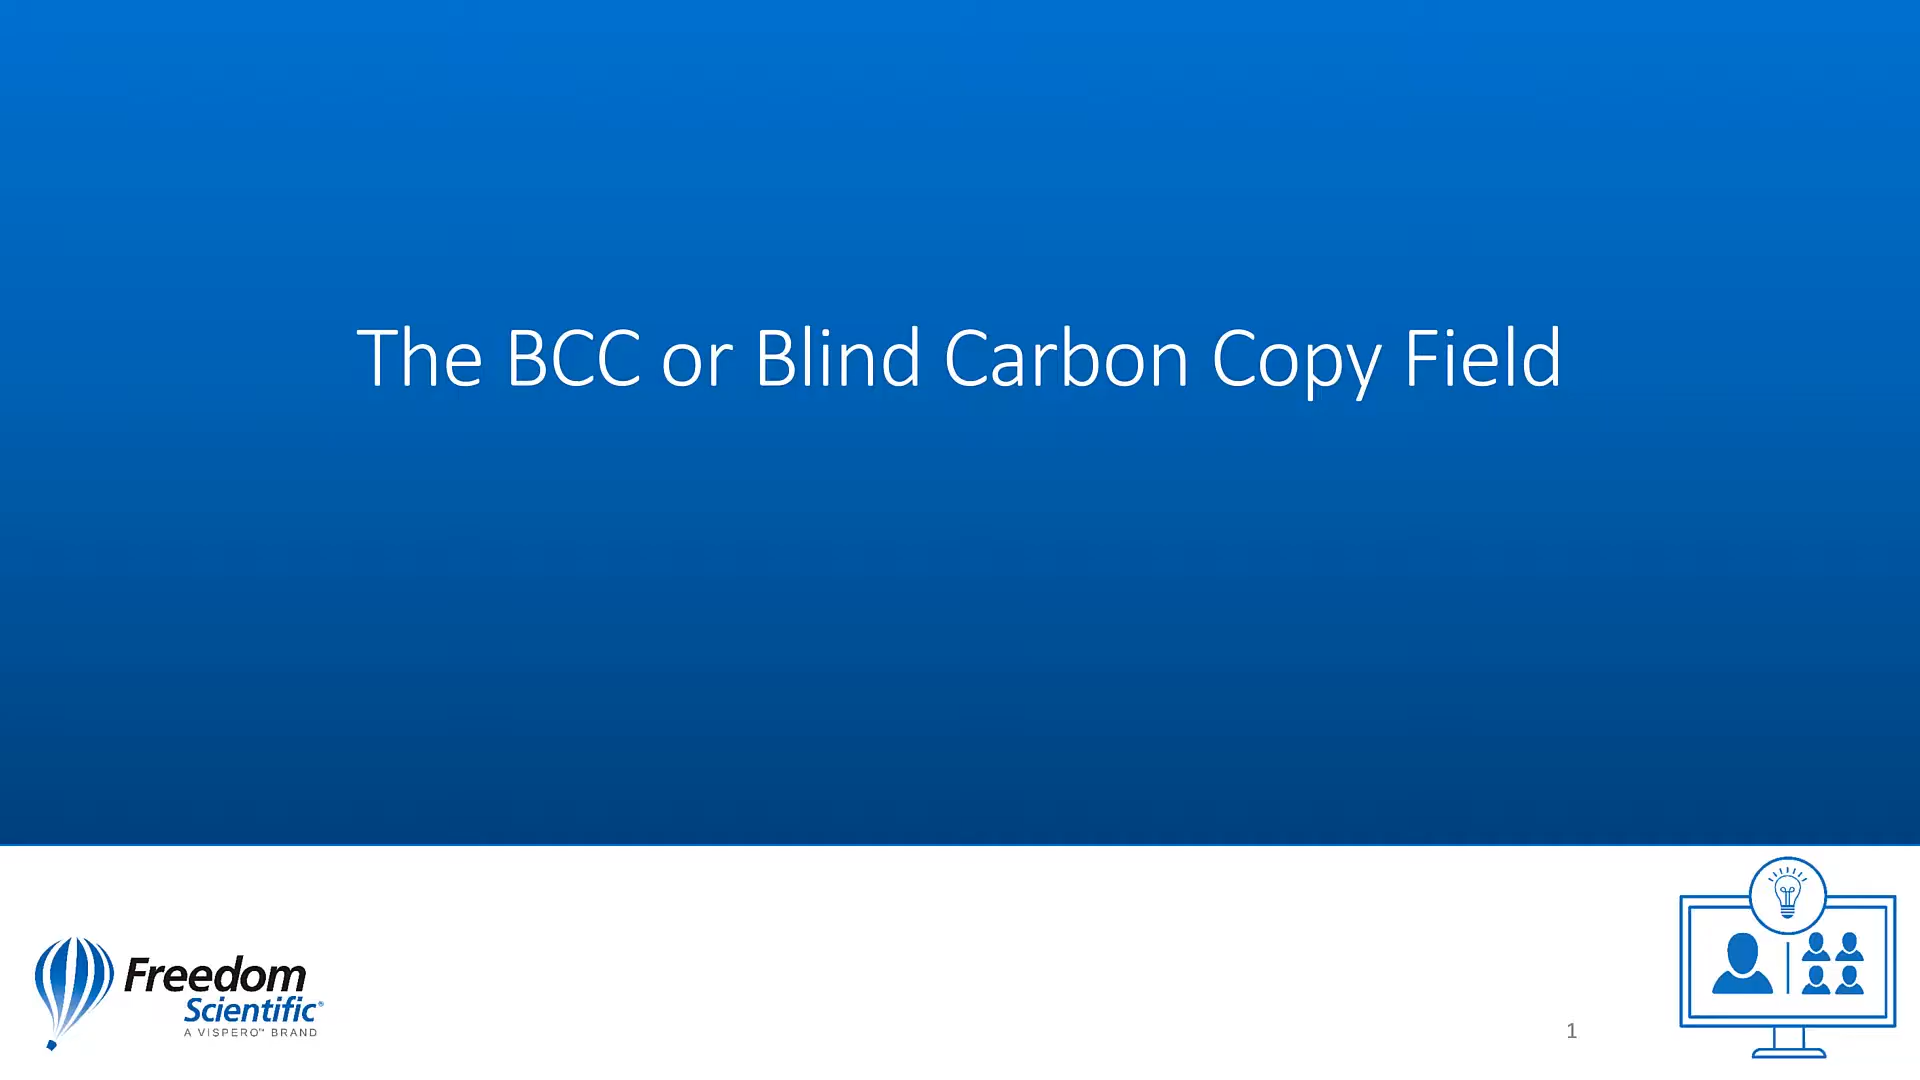 The BCC or Blind Carbon Copy Field
Freedom
Scientific®
A VISPERO™ BRAND
1